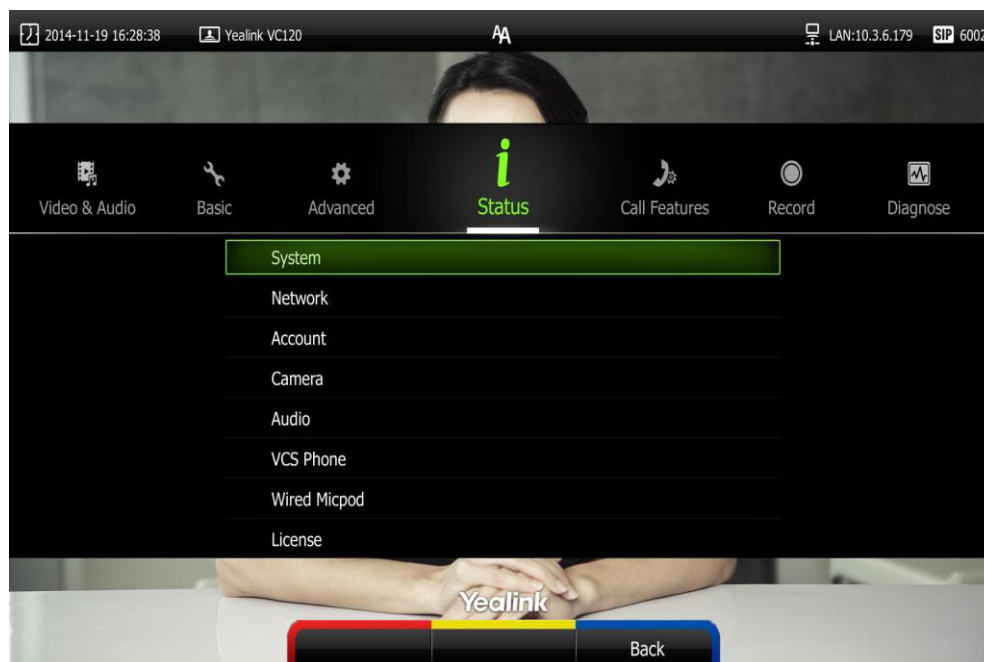 2014-11-19 16:28:38 Yealink VC120 AA LAN:10.3.6.179 SIP 6002
Video & Audio Basic Advanced Status Call Features Record Diagnose
System
Network
Account
Camera
Audio
VCS Phone
Wired Micpod
License
Yealink
Back